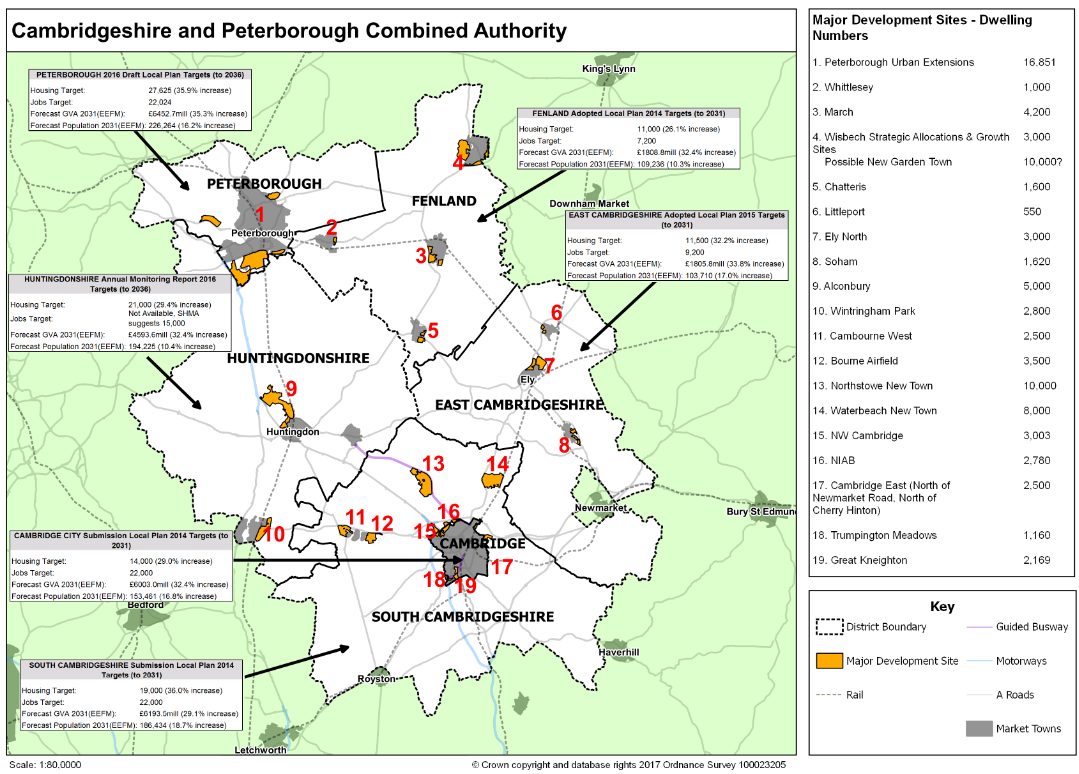 Cambridgeshire and Peterborough Combined Authority
PETERBOROUGH 2016 Draft Local Plan Targets (to 2036)
Housing Target: 27,625 (35.9% increase)
Jobs Target: 22,024
Forecast GVA 2031(EEFM): £6452.7mill (35.3% increase)
Forecast Population 2031(EEFM): 226,264 (16.2% increase)
King's Lynn
FENLAND Adopted Local Plan 2014 Targets (to 2031)
Housing Target: 11,000 (26.1% increase)
Jobs Target: 7,200
Forecast GVA 2031(EEFM): £1808.8mill (32.4% increase)
Forecast Population 2031(EEFM): 109,236 (10.3% increase)
4
PETERBOROUGH
FENLAND
Downham Market
1
Peterborough
2
3
EAST CAMBRIDGESHIRE Adopted Local Plan 2015 Targets
(to 2031)
Housing Target: 11,500 (32.2% increase)
Jobs Target: 9,200
Forecast GVA 2031(EEFM): £1805.6mill (33.8% increase)
Forecast Population 2031(EEFM): 103,710 (17.0% increase)
HUNTINGDONSHIRE Annual Monitoring Report 2016
Targets (to 2036)
Housing Target: 21,000 (29.4% increase)
Jobs Target: Not Available, SHMA
suggests 15,000
Forecast GVA 2031(EEFM): £4593.6mill (32.4% increase)
Forecast Population 2031(EEFM): 194,225 (10.4% increase)
5
6
HUNTINGDONSHIRE
7
Ely
9
EAST CAMBRIDGESHIRE
Huntingdon
8
13
14
Newmarket
Bury St Edmun
16
11
12
10
15
CAMBRIDGE
17
18
19
CAMBRIDGE CITY Submission Local Plan 2014 Targets (to
2031)
Housing Target: 14,000 (29.0% increase)
Jobs Target: 22,000
Forecast GVA 2031(EEFM): £6003.0mill (32.4% increase)
Forecast Population 2031(EEFM): 153,461 (16.8% increase)
Bedford
SOUTH CAMBRIDGESHIRE
Haverhill
SOUTH CAMBRIDGESHIRE Submission Local Plan 2014
Targets (to 2031)
Housing Target: 19,000 (36.0% increase)
Jobs Target: 22,000
Forecast GVA 2031(EEFM): £6193.0mill (29.1% increase)
Forecast Population 2031(EEFM): 186,434 (18.7% increase)
Royston
Letchworth
Scale: 1:80,0000
© Crown copyright and database rights 2017 Ordnance Survey 100023205
Major Development Sites - Dwelling
Numbers
1. Peterborough Urban Extensions 16.851
2. Whittlesey 1,000
3. March 4,200
4. Wisbech Strategic Allocations & Growth 3,000
Sites
Possible New Garden Town 10,000?
5. Chatteris 1,600
6. Littleport 550
7. Ely North 3,000
8. Soham 1,620
9. Alconbury 5,000
10. Wintringham Park 2,800
11. Cambourne West 2,500
12. Bourne Airfield 3,500
13. Northstowe New Town 10,000
14. Waterbeach New Town 8,000
15. NW Cambridge 3,003
16. NIAB 2,780
17. Cambridge East (North of 2,500
Newmarket Road, North of
Cherry Hinton)
18. Trumpington Meadows 1,160
19. Great Kneighton 2,169
Key
District Boundary
Guided Busway
Major Development Site
Motorways
Rail
A Roads
Market Towns